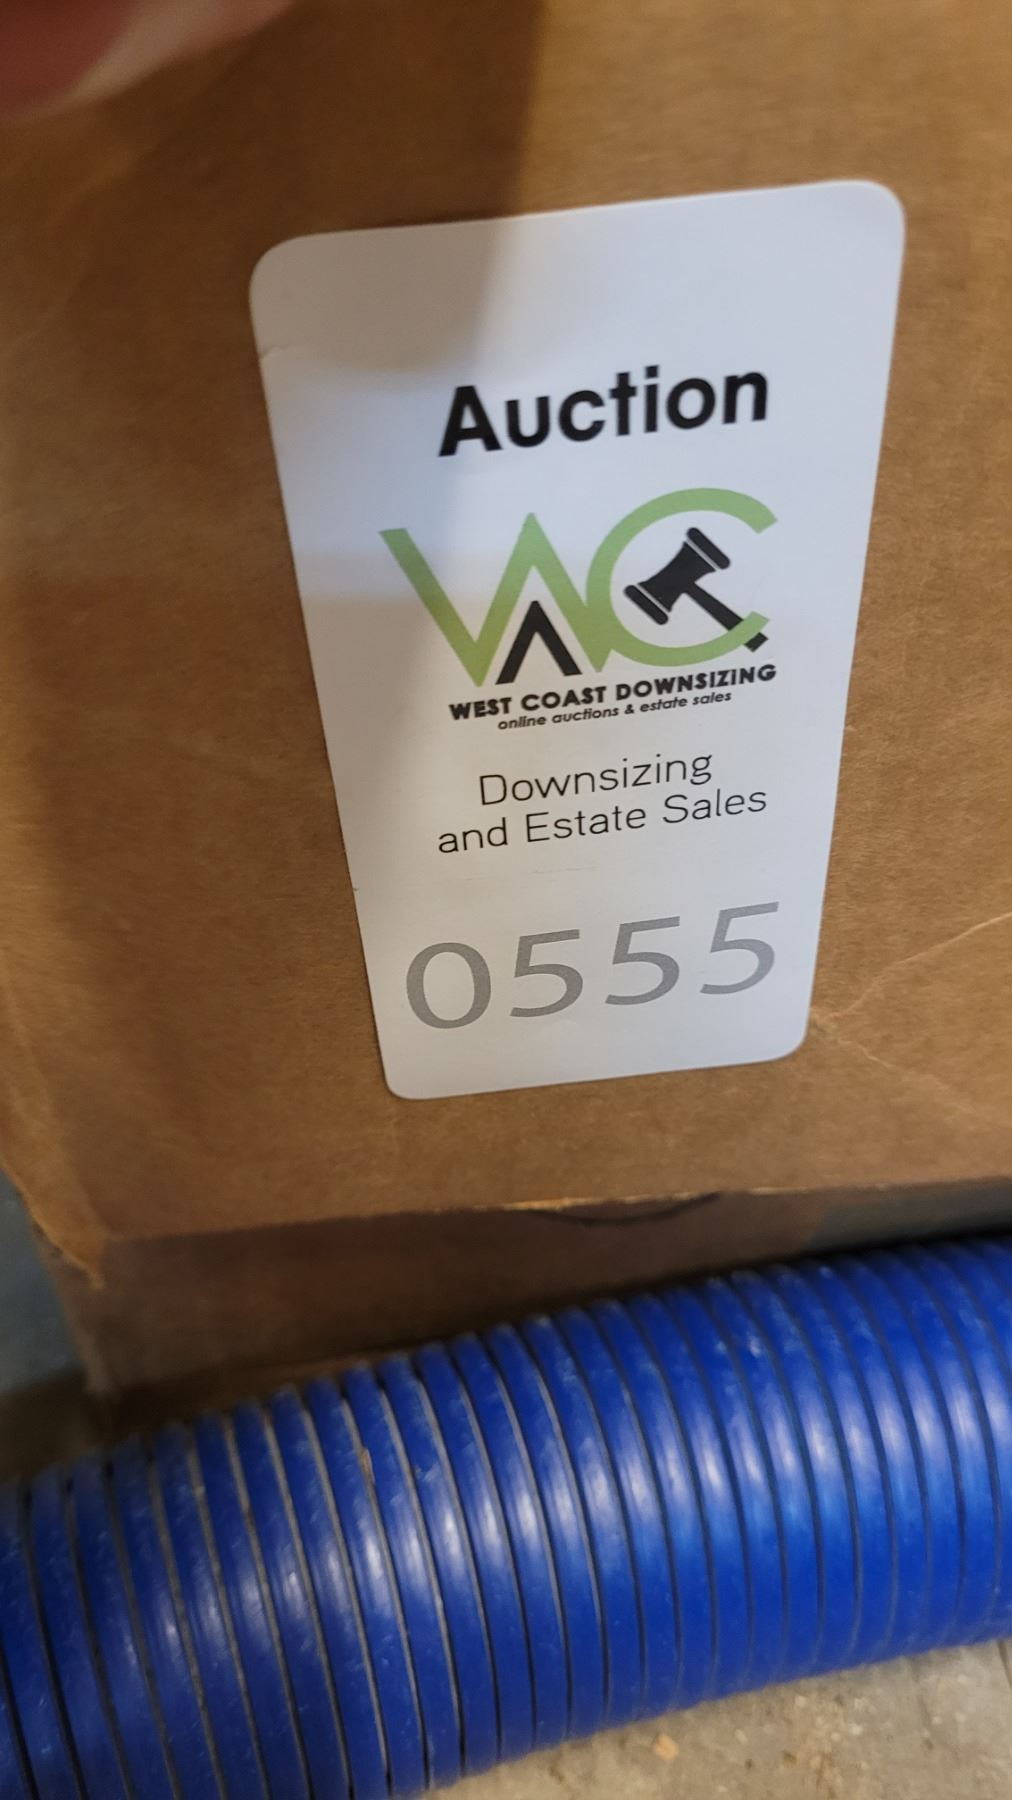 Auction
WC
WEST COAST DOWNSIZING
online auctions & estate sales
Downsizing
and Estate Sales
0555